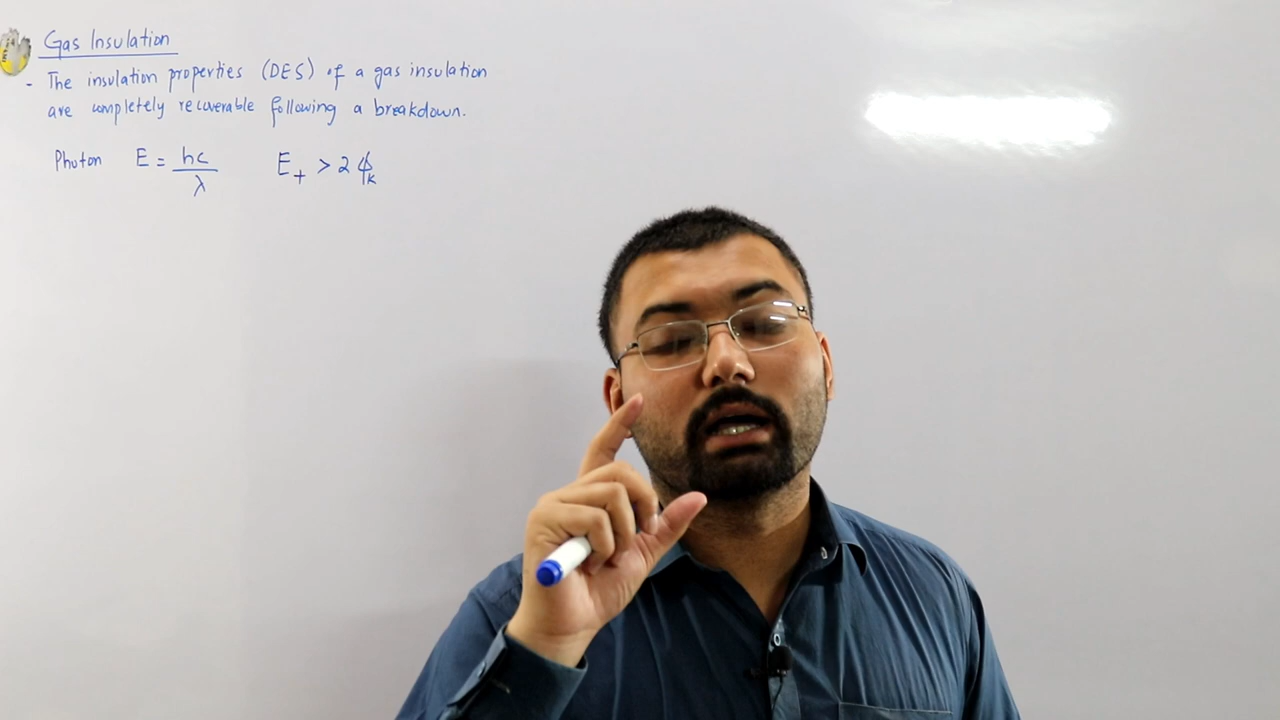 Gas Insulation
- The insulation properties (DES) of a gas insulation
are completely recoverable following a breakdown.
Photon E = hc/λ E₊ > 2 ϕₖ